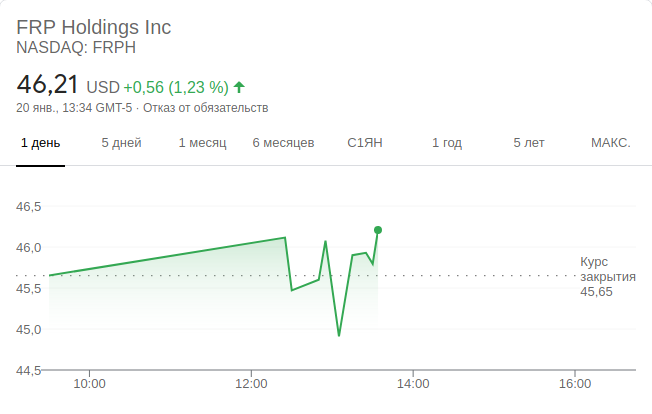 FRP Holdings Inc
NASDAQ: FRPH
46,21 USD +0,56 (1,23 %)
20 янв., 13:34 GMT-5 · Отказ от обязательств
1 день 5 дней 1 месяц 6 месяцев С1ЯН 1 год 5 лет МАКС.
46,5
46,0
45,5
45,0
44,5
Курс
закрытия
45,65
10:00 12:00 14:00 16:00